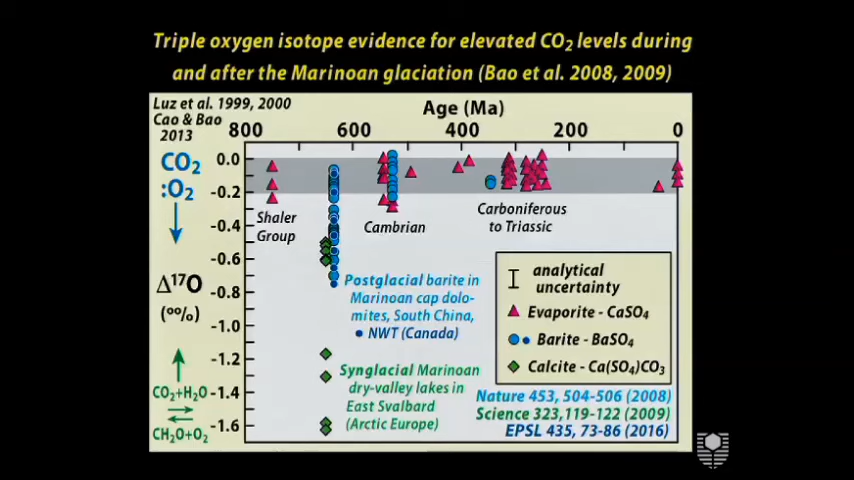 Triple oxygen isotope evidence for elevated CO₂ levels during
and after the Marinoan glaciation (Bao et al. 2008, 2009)
Luz et al. 1999, 2000
Cao & Bao
2013
Age (Ma)
800 600 400 200 0
CO₂
:O₂
Δ¹⁷O
(%)
CO₂+H₂O
CH₂O+O₂
0.0
-0.2
-0.4
-0.6
-0.8
-1.0
-1.2
-1.4
-1.6
Shaler
Group
Cambrian
Carboniferous
to Triassic
Postglacial barite in
Marinoan cap dolo-
mites, South China,
NWT (Canada)
Synglacial Marinoan
dry-valley lakes in
East Svalbard
(Arctic Europe)
analytical
uncertainty
Evaporite - CaSO₄
Barite - BaSO₄
Calcite - Ca(SO₄)CO₃
Nature 453, 504-506 (2008)
Science 323,119-122 (2009)
EPSL 435, 73-86 (2016)